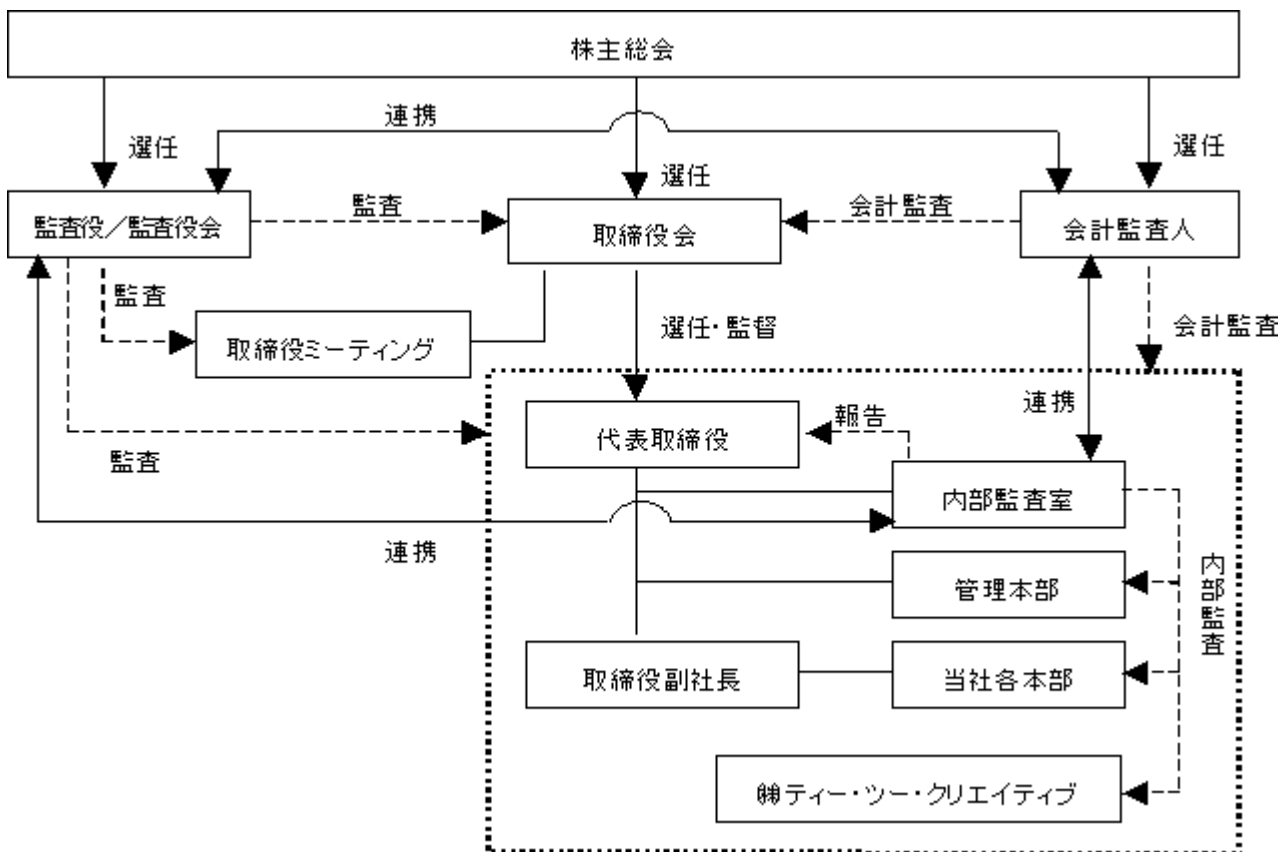 株主総会
連携
選任
選任
選任
監査役／監査役会
監査
取締役会
会計監査
会計監査人
監査
取締役ミーティング
選任・監督
会計監査
連携
代表取締役
報告
監査
内部監査室
連携
管理本部
内部監査
取締役副社長
当社各本部
㈱ティー・ツー・クリエイティブ